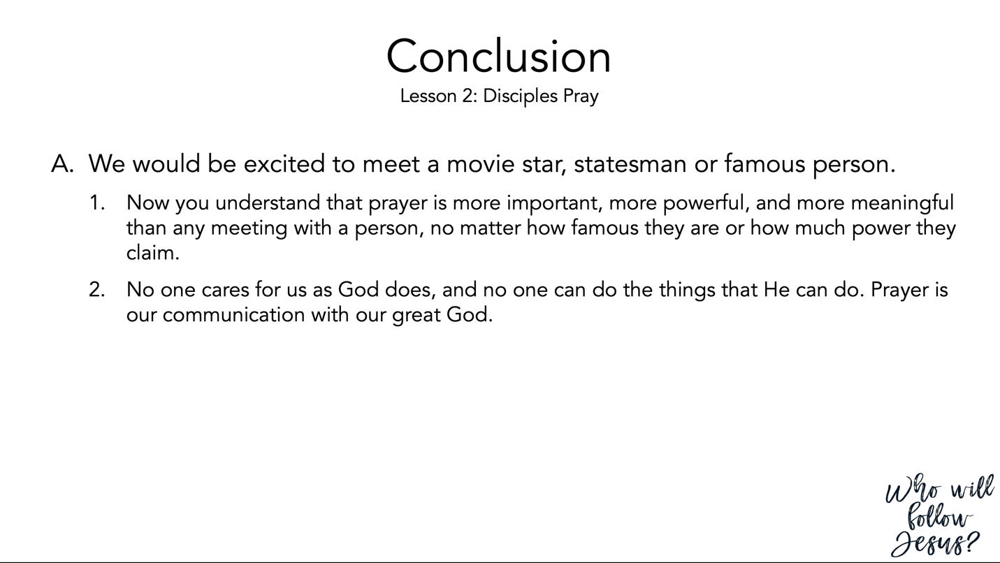 Conclusion
Lesson 2: Disciples Pray
A. We would be excited to meet a movie star, statesman or famous person.
1. Now you understand that prayer is more important, more powerful, and more meaningful
than any meeting with a person, no matter how famous they are or how much power they
claim.
2. No one cares for us as God does, and no one can do the things that He can do. Prayer is
our communication with our great God.
Who will
follow
Jesus?